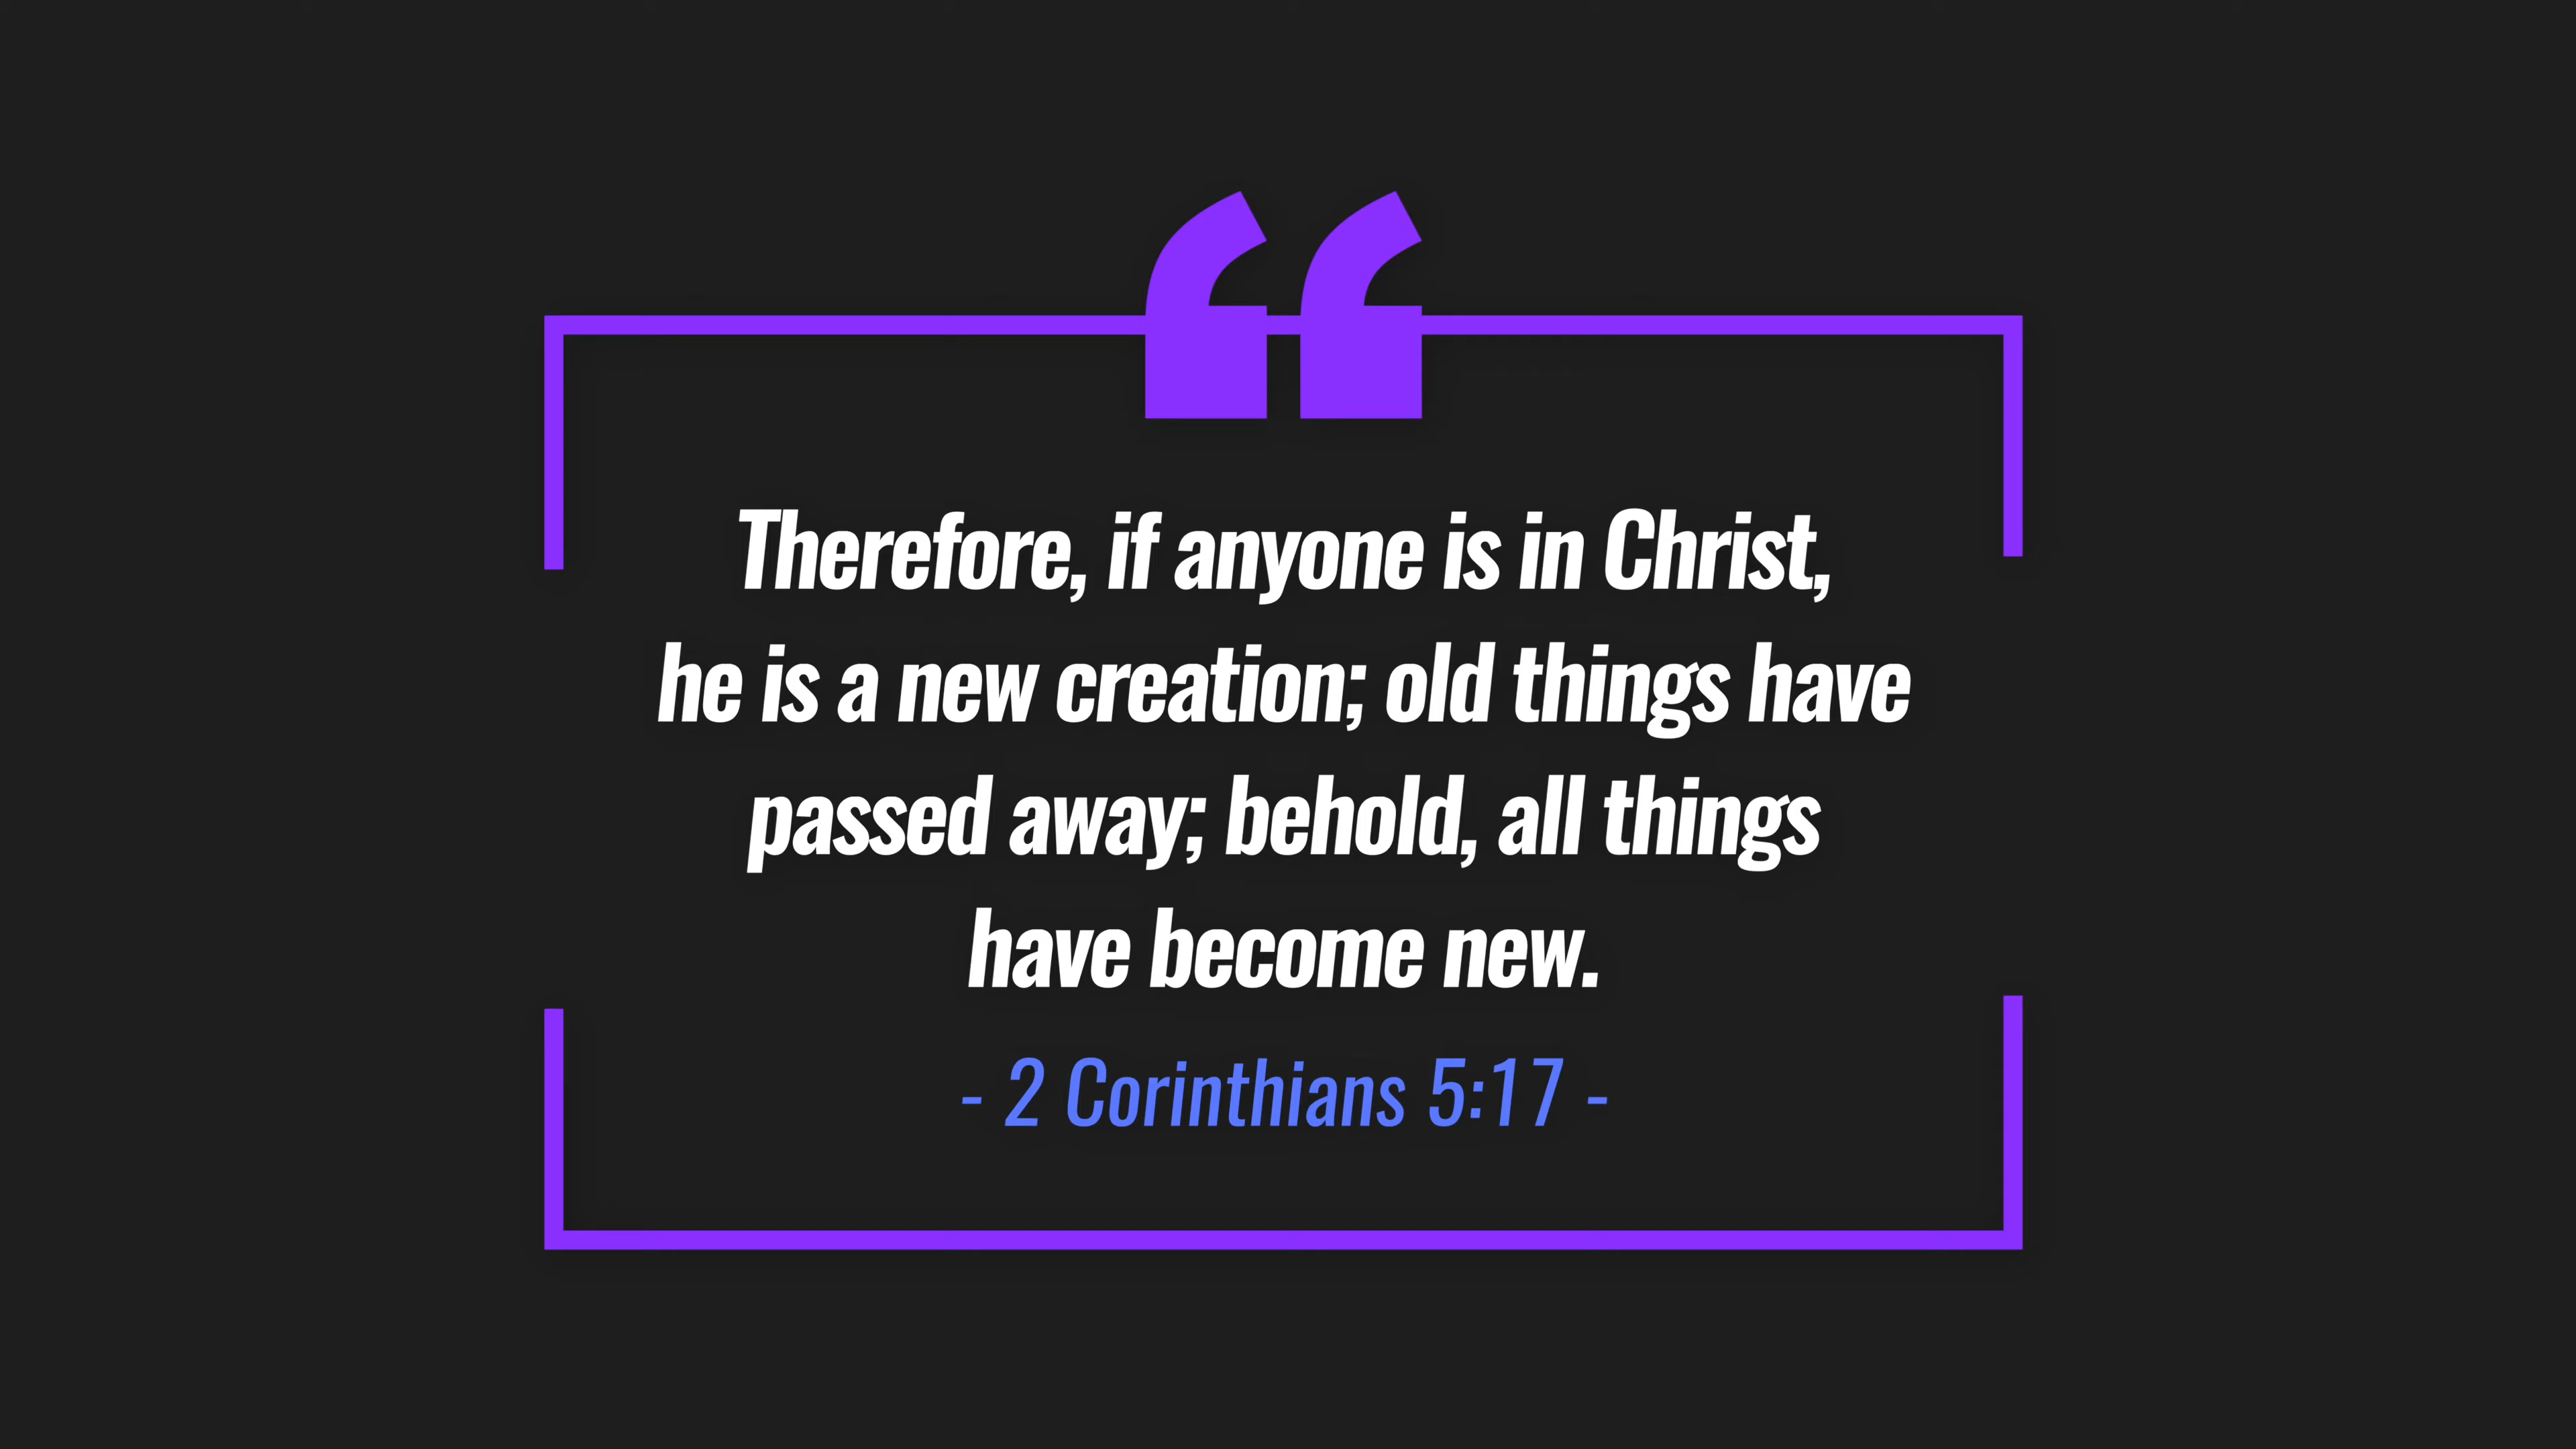 Therefore, if anyone is in Christ,
he is a new creation; old things have
passed away; behold, all things
have become new.
- 2 Corinthians 5:17 -